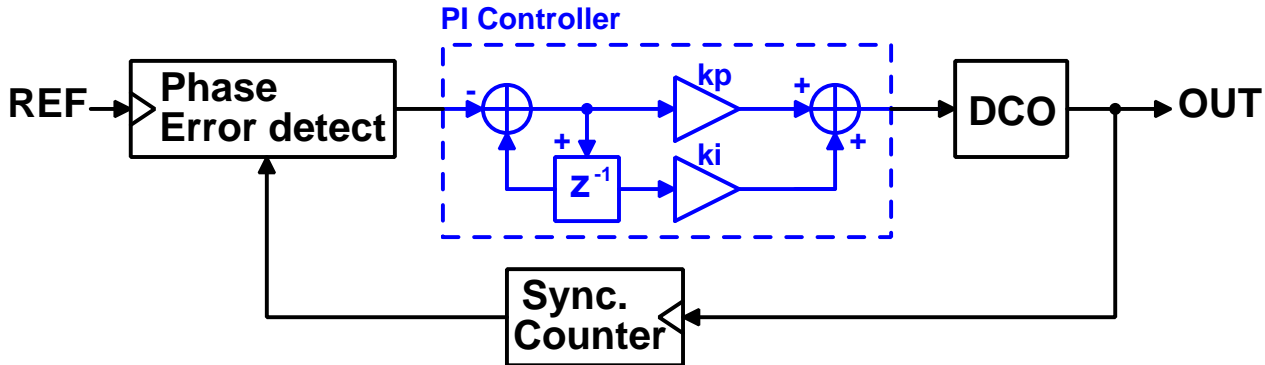 PI Controller
REF
Phase
Error detect
-
kp
+
DCO
OUT
+
z⁻¹
ki
+
Sync.
Counter